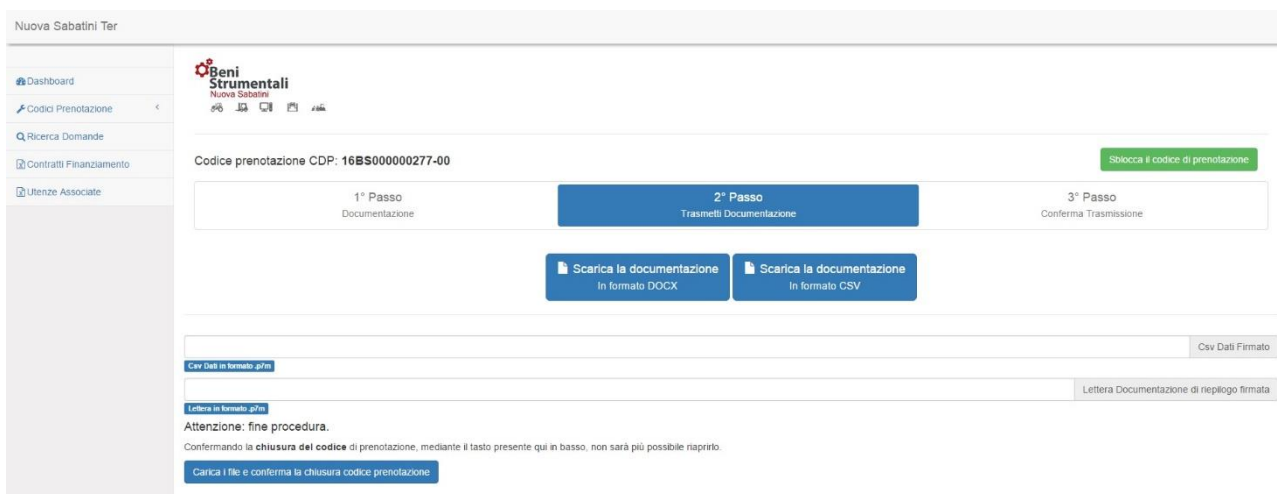 Nuova Sabatini Ter
Dashboard
Codici Prenotazione
Ricerca Domande
Contratti Finanziamento
Utenze Associate
Beni
Strumentali
Nuova Sabatini
Codice prenotazione CDP: 16BS000000277-00
Sblocca il codice di prenotazione
1° Passo
Documentazione
2° Passo
Trasmetti Documentazione
3° Passo
Conferma Trasmissione
Scarica la documentazione
In formato DOCX
Scarica la documentazione
In formato CSV
Csv Dati Firmato
Csv Dati in formato .p7m
Lettera Documentazione di riepilogo firmata
Lettera in formato .p7m
Attenzione: fine procedura.
Confermando la chiusura del codice di prenotazione, mediante il tasto presente qui in basso, non sarà più possibile riaprirlo.
Carica i file e conferma la chiusura codice prenotazione